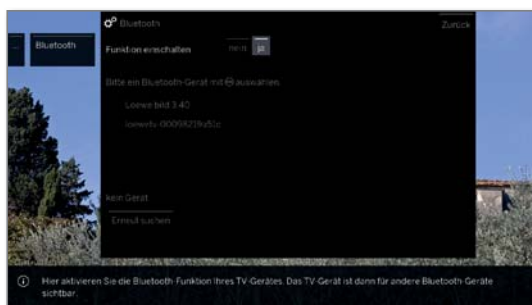 Bluetooth
Zurück
... Bluetooth
Funktion einschalten nein ja
Bitte ein Bluetooth-Gerät mit auswählen.
Loewe bild 3.40
kein Gerät
Erneut suchen
Hier aktivieren Sie die Bluetooth-Funktion Ihres TV-Gerätes. Das TV-Gerät ist dann für andere Bluetooth-Geräte
sichtbar.